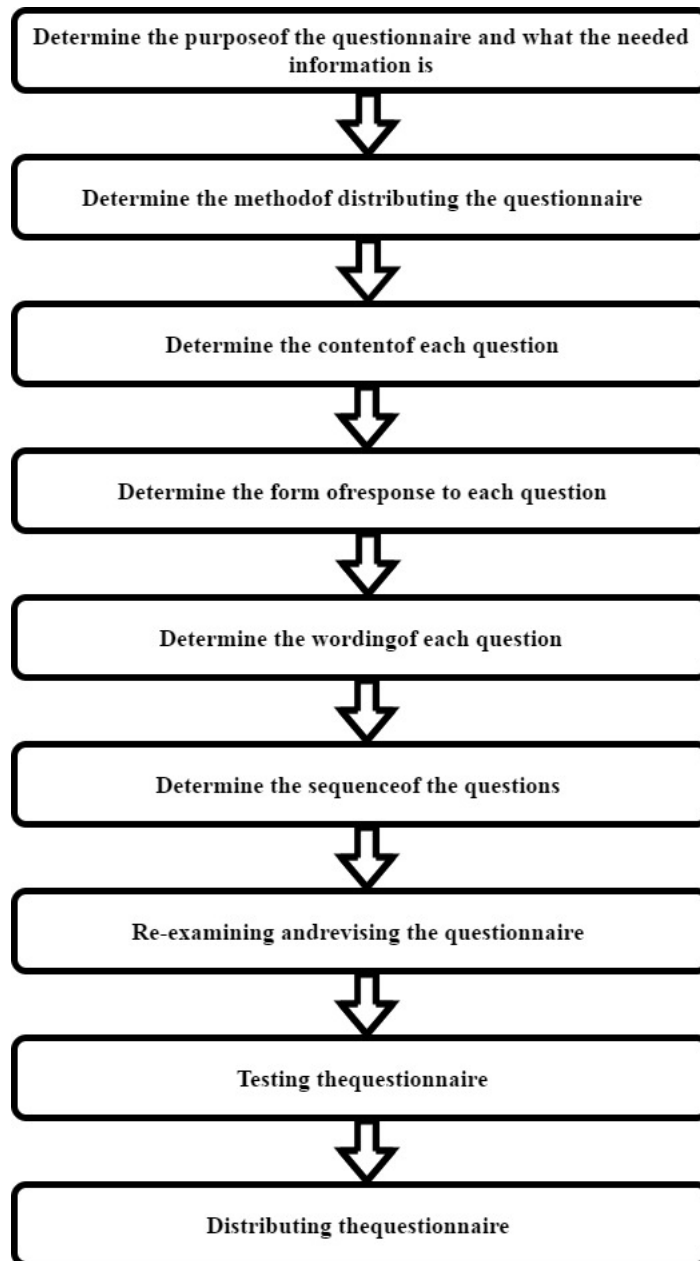 Determine the purposeof the questionnaire and what the needed
information is
Determine the methodof distributing the questionnaire
Determine the contentof each question
Determine the form ofresponse to each question
Determine the wordingof each question
Determine the sequenceof the questions
Re-examining andrevising the questionnaire
Testing thequestionnaire
Distributing thequestionnaire